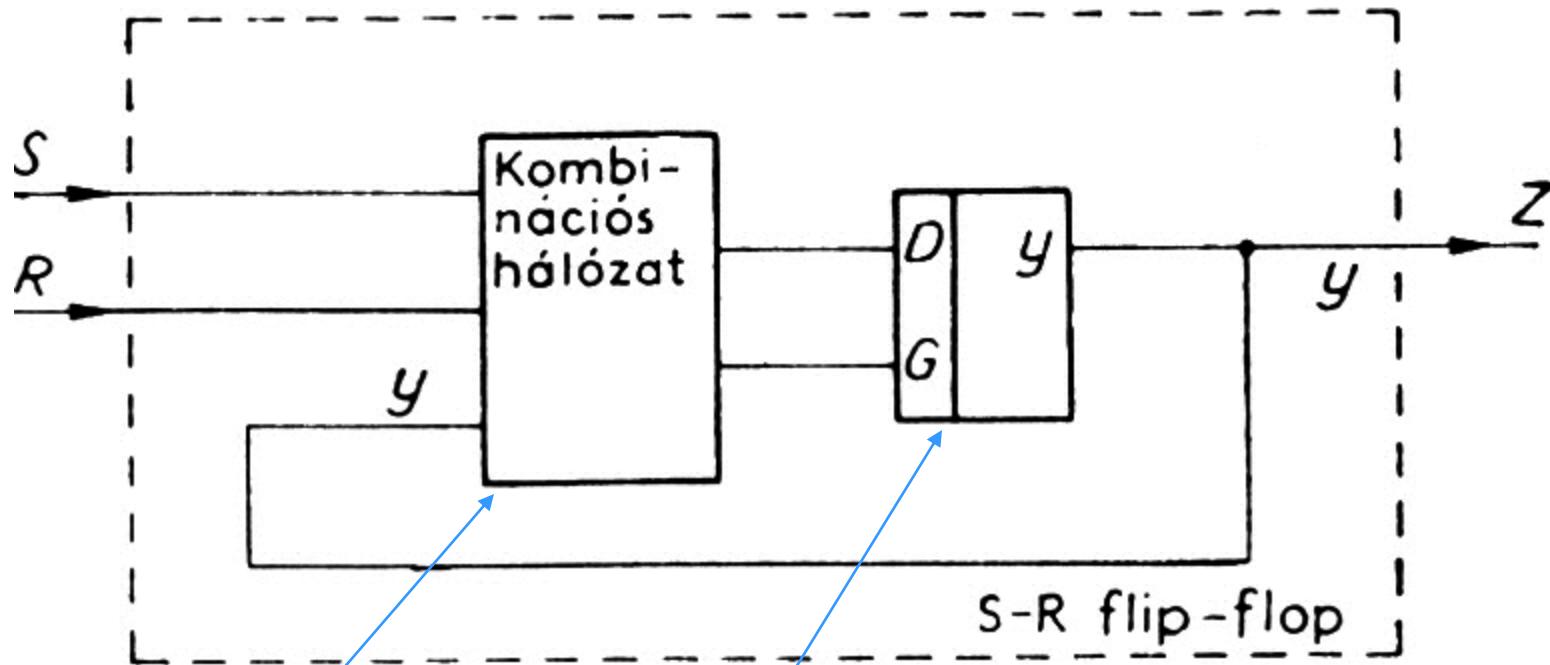 S
R
y
Kombi-
nációs
hálózat
D
G
y
y
Z
S-R flip-flop